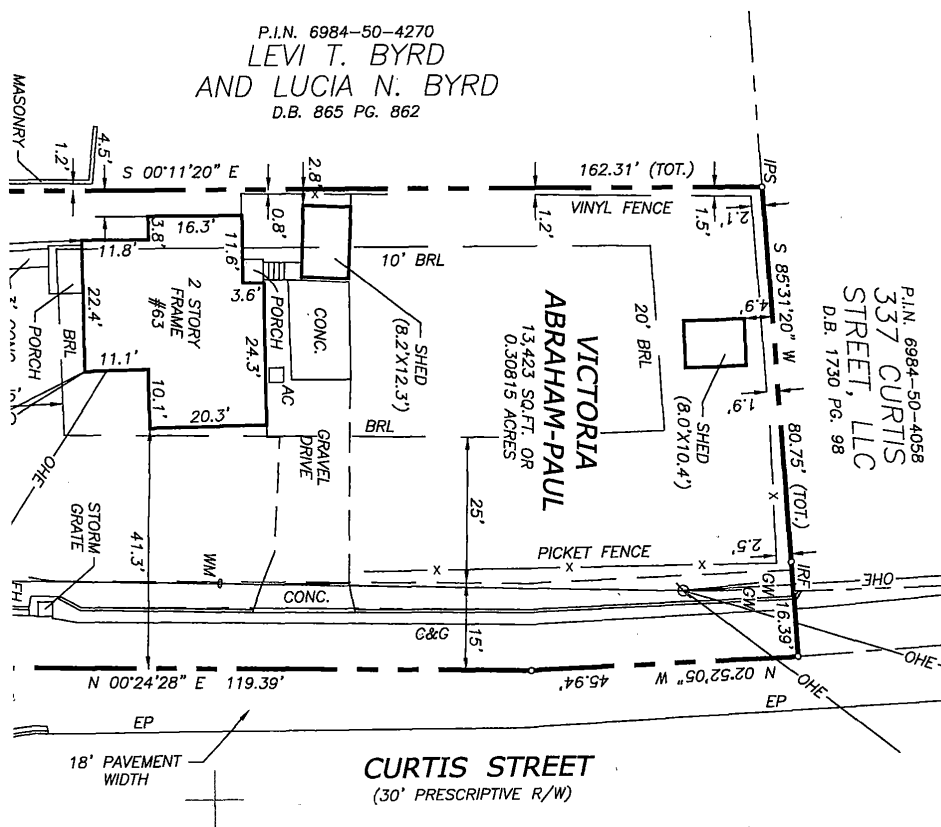 P.I.N. 6984-50-4270
LEVI T. BYRD
AND LUCIA N. BYRD
D.B. 865 PG. 862
MASONRY
1.2'
4.5'
S 00°11'20" E
2.8'
X
162.31' (TOT.)
IPS
0.8'
1.2'
VINYL FENCE
1.5'
2.1'
3.8'
16.3'
11.8'
11.6'
10' BRL
20' BRL
S 85°31'20" W
80.75' (TOT.)
4.9'
1.9'
P.I.N. 6984-50-4058
337 CURTIS
STREET, LLC
D.B. 1730 PG. 98
2 STORY
FRAME
#63
3.6'
PORCH
CONC.
SHED
(8.2'X12.3')
VICTORIA
ABRAHAM-PAUL
13,423 SQ.FT. OR
0.30815 ACRES
SHED
(8.0'X10.4')
22.4'
24.3'
PORCH
BRL
11.1'
10.1'
20.3'
AC
BRL
GRAVEL
DRIVE
OHE
STORM
GRATE
41.3'
25'
X
2.5'
PICKET FENCE
X
X
X
IRF
WM
CONC.
FH
GW
GW
OHE
16.39'
C&G
15'
OHE
OHE
N 00°24'28" E 119.39'
45.94'
N 02°52'05" W
EP
EP
18' PAVEMENT
WIDTH
CURTIS STREET
(30' PRESCRIPTIVE R/W)